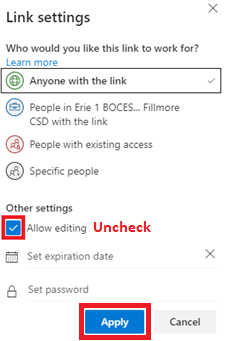 Link settings
Who would you like this link to work for?
Learn more
Anyone with the link
People in Erie 1 BOCES... Fillmore
CSD with the link
People with existing access
Specific people
Other settings
Allow editing Uncheck
Set expiration date
Set password
Apply Cancel